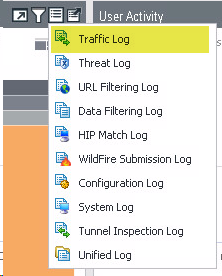 User Activity
Traffic Log
Threat Log
URL Filtering Log
Data Filtering Log
HIP Match Log
WildFire Submission Log
Configuration Log
System Log
Tunnel Inspection Log
Unified Log